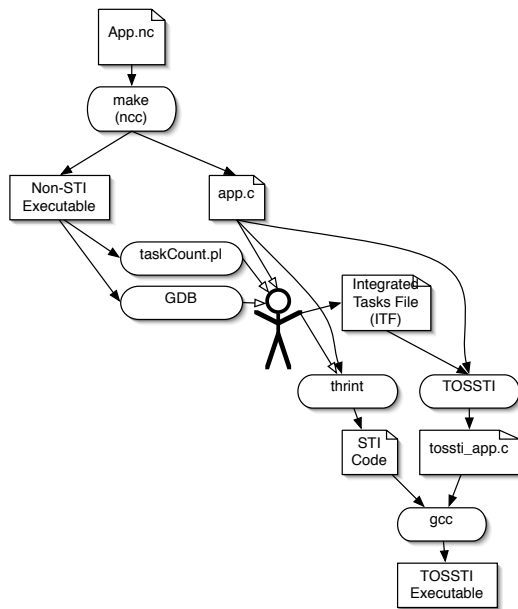 App.nc
make
(ncc)
Non-STI
Executable
app.c
taskCount.pl
GDB
Integrated
Tasks File
(ITF)
thrint
TOSSTI
STI
Code
tossti_app.c
gcc
TOSSTI
Executable